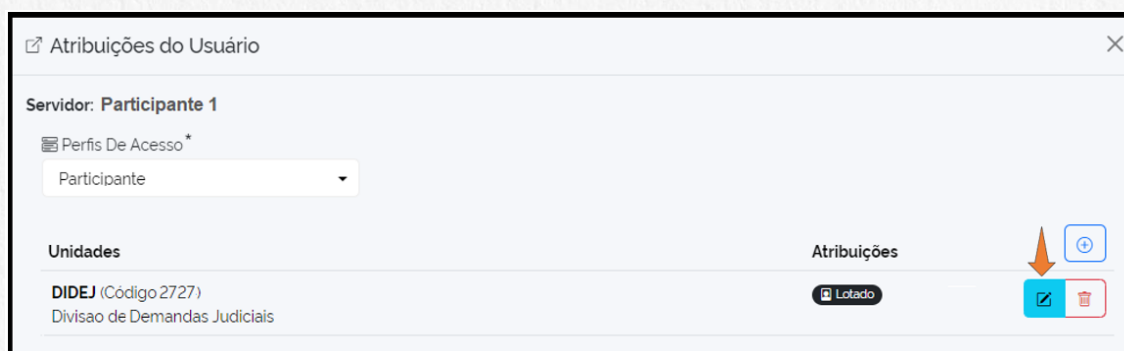 Atribuições do Usuário
Servidor: Participante 1
Perfis De Acesso*
Participante
Unidades Atribuições
DIDEJ (Código 2727) Lotado
Divisao de Demandas Judiciais